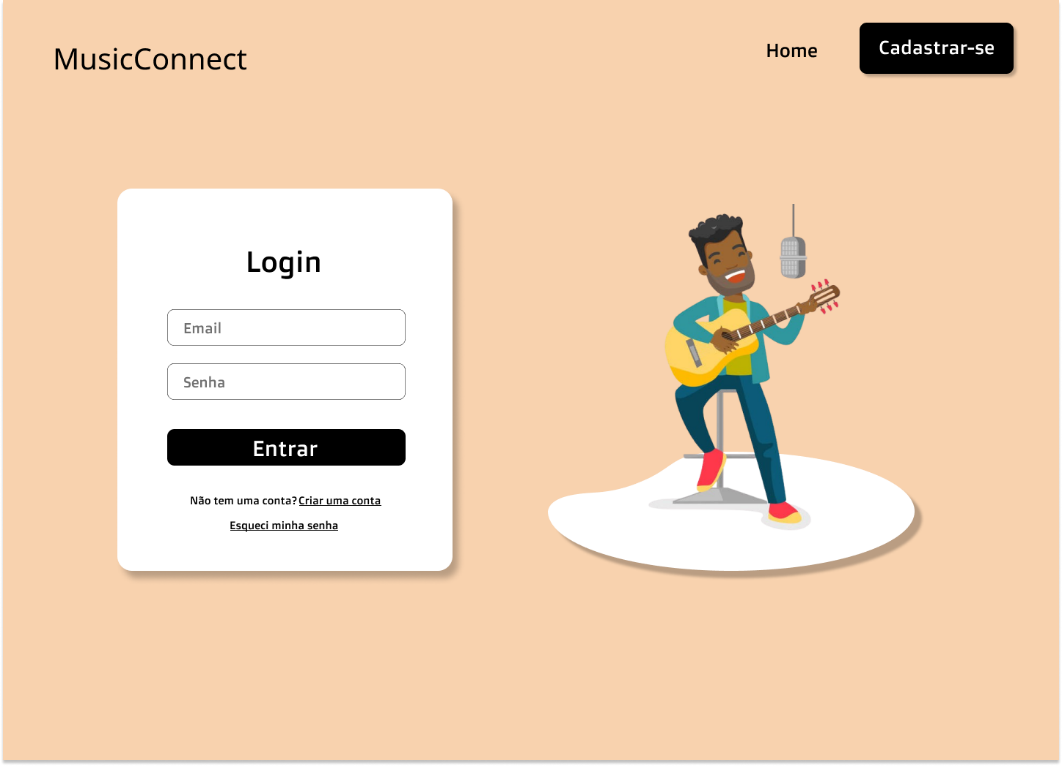 MusicConnect
Home
Cadastrar-se
Login
Email
Senha
Entrar
Não tem uma conta? Criar uma conta
Esqueci minha senha